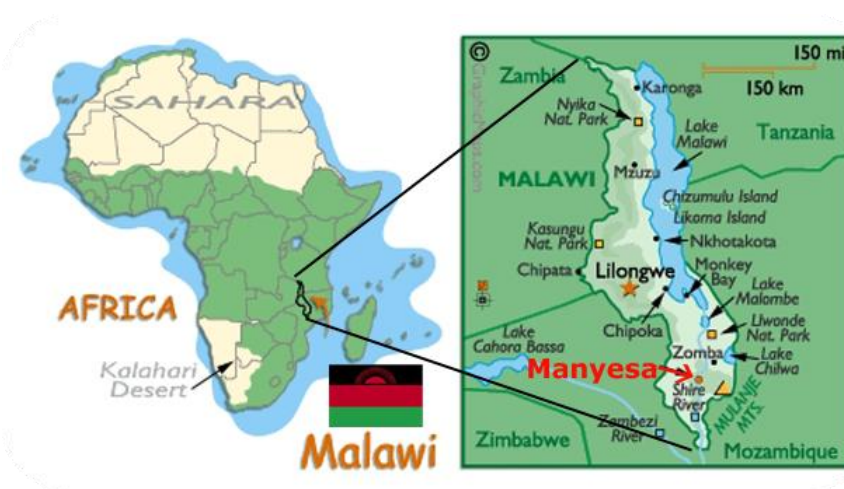 SAHARA
AFRICA
Kalahari
Desert
Malawi
©
Graphicmaps.com
150 mi
150 km
Zambia
Karonga
Nyika
Nat. Park
Lake
Malawi
Tanzania
Mzuzu
MALAWI
Chizumulu Island
Likoma Island
Kasungu
Nat. Park
Nkhotakota
Chipata
Lilongwe
Monkey
Bay
Lake
Malombe
N
Chipoka
Liwonde
Nat. Park
Lake
Cahora Bassa
Zomba
Lake
Chilwa
Manyesa
Shire
River
MULANJE
MTS.
Zambezi
River
Zimbabwe
Mozambique